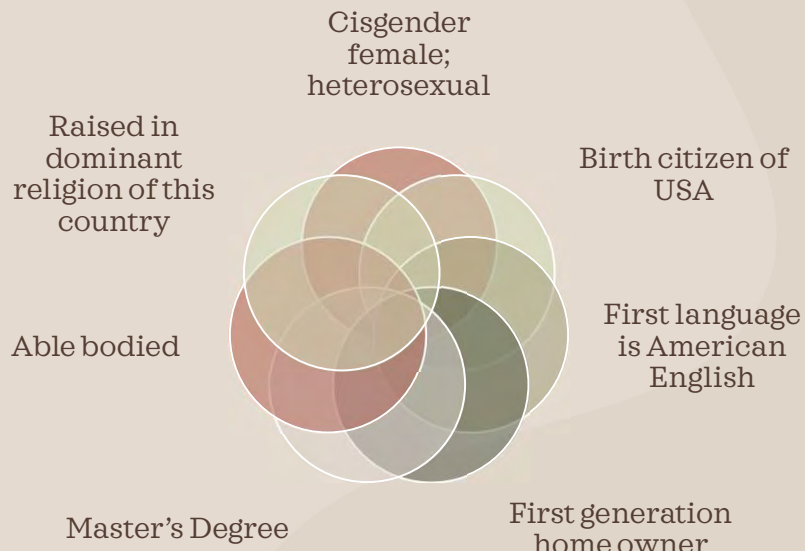 Cisgender
female;
heterosexual
Raised in
dominant
religion of this
country
Birth citizen of
USA
First language
is American
English
Able bodied
Master's Degree
First generation
home owner